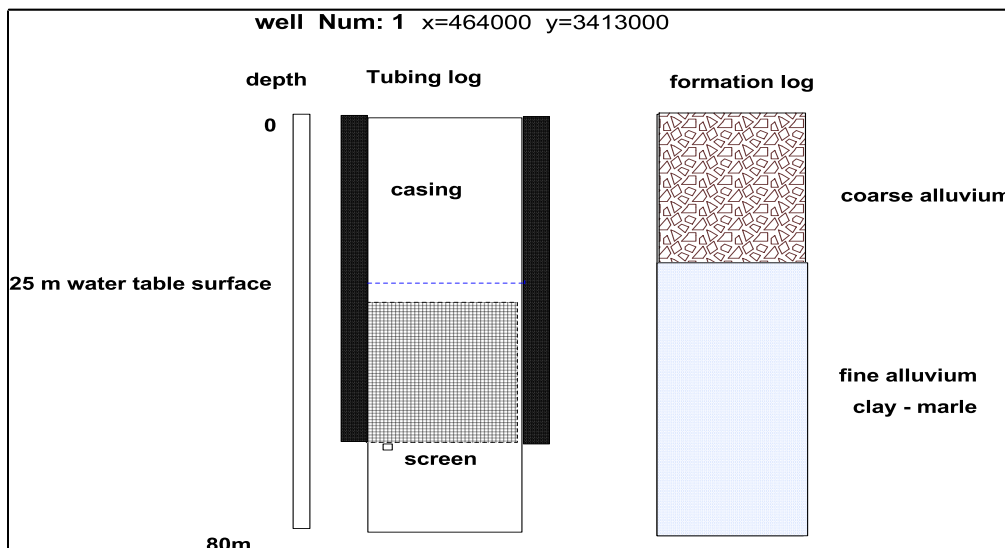 well Num: 1 x=464000 y=3413000
depth
Tubing log
formation log
0
casing
coarse alluvium
25 m water table surface
fine alluvium
clay - marle
screen
80m